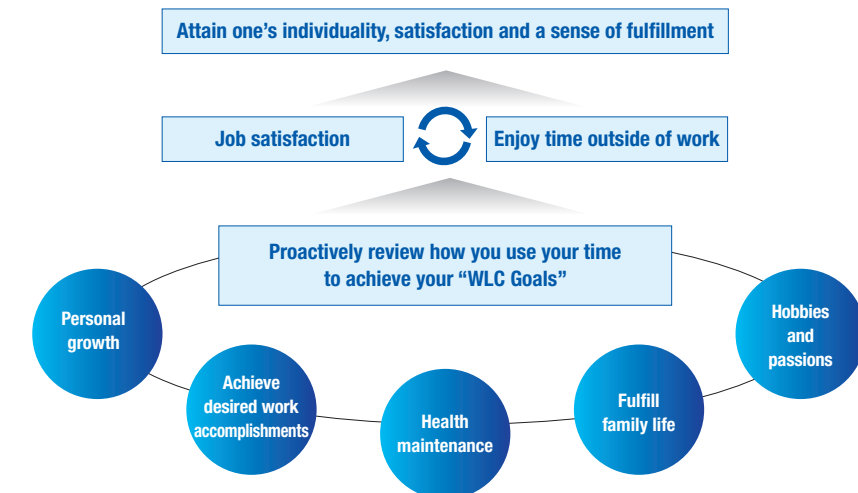 Attain one’s individuality, satisfaction and a sense of fulfillment
Job satisfaction
Enjoy time outside of work
Proactively review how you use your time
to achieve your “WLC Goals”
Personal
growth
Achieve
desired work
accomplishments
Health
maintenance
Fulfill
family life
Hobbies
and
passions